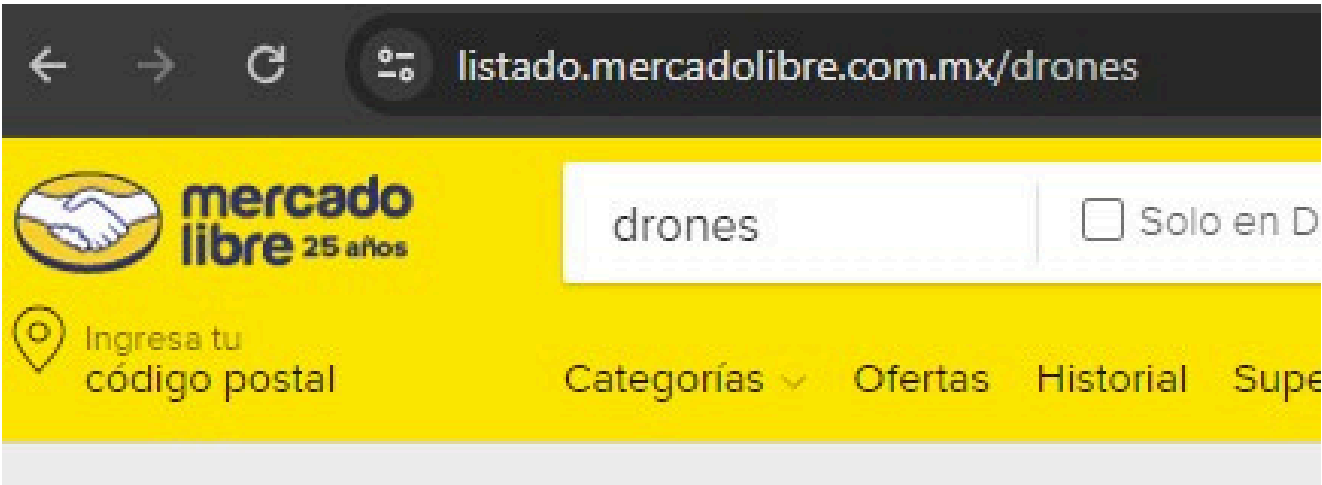 listado.mercadolibre.com.mx/drones
mercado
libre 25 años
drones
Solo en D
Ingresa tu
código postal
Categorías Ofertas Historial Supe